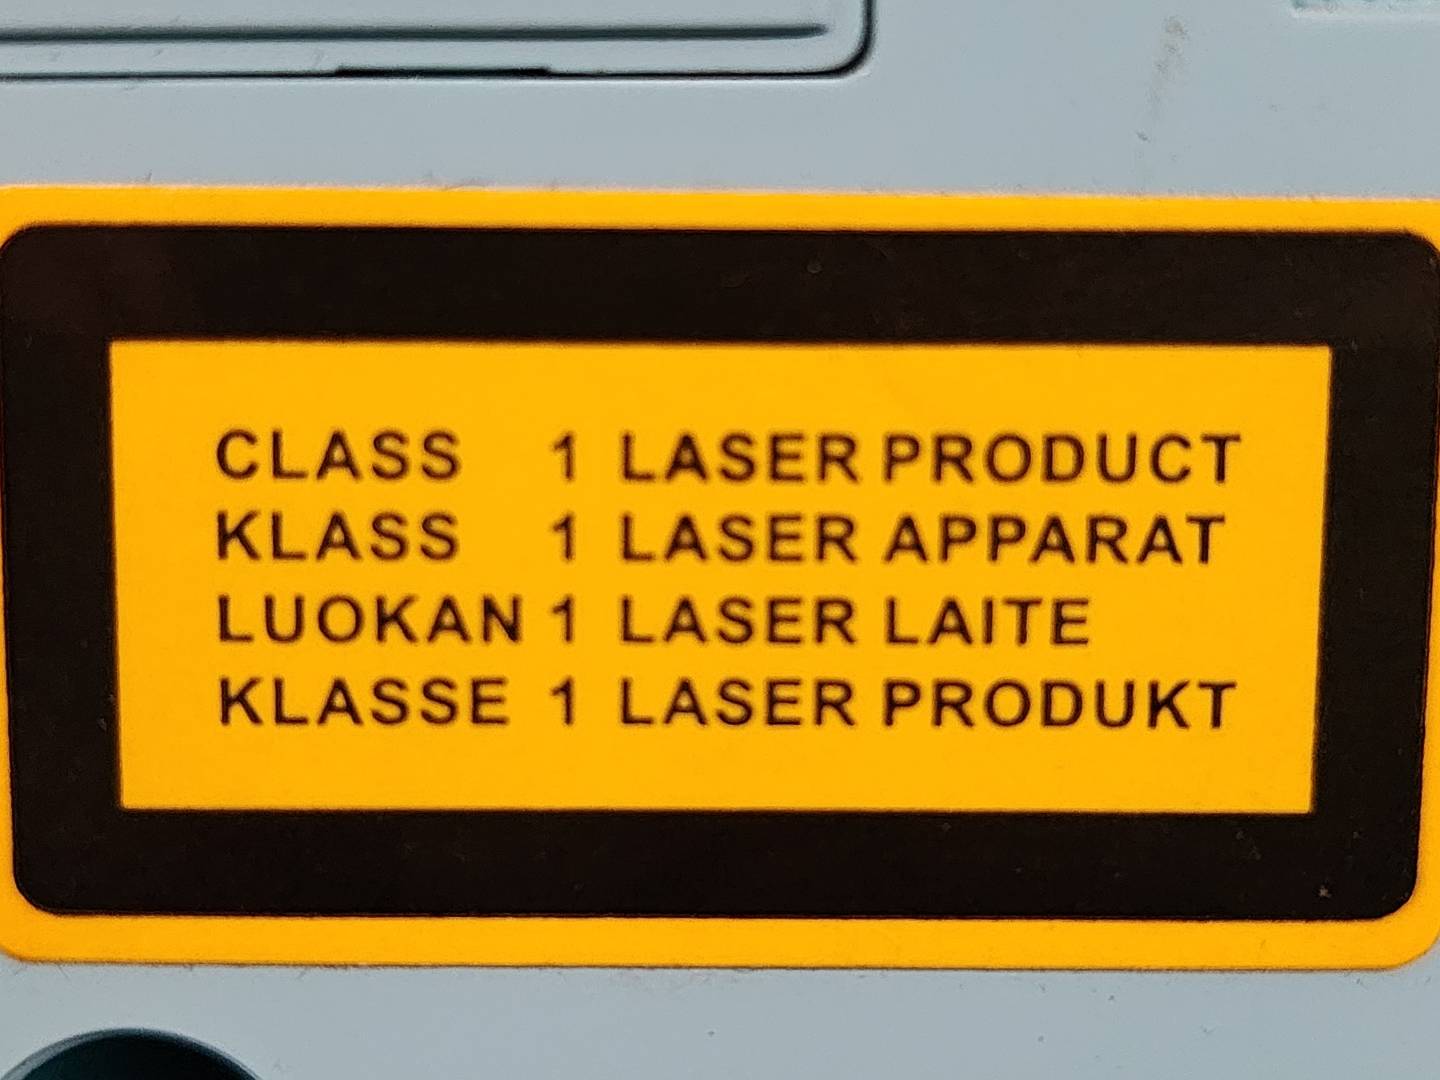 CLASS 1 LASER PRODUCT
KLASS 1 LASER APPARAT
LUOKAN 1 LASER LAITE
KLASSE 1 LASER PRODUKT